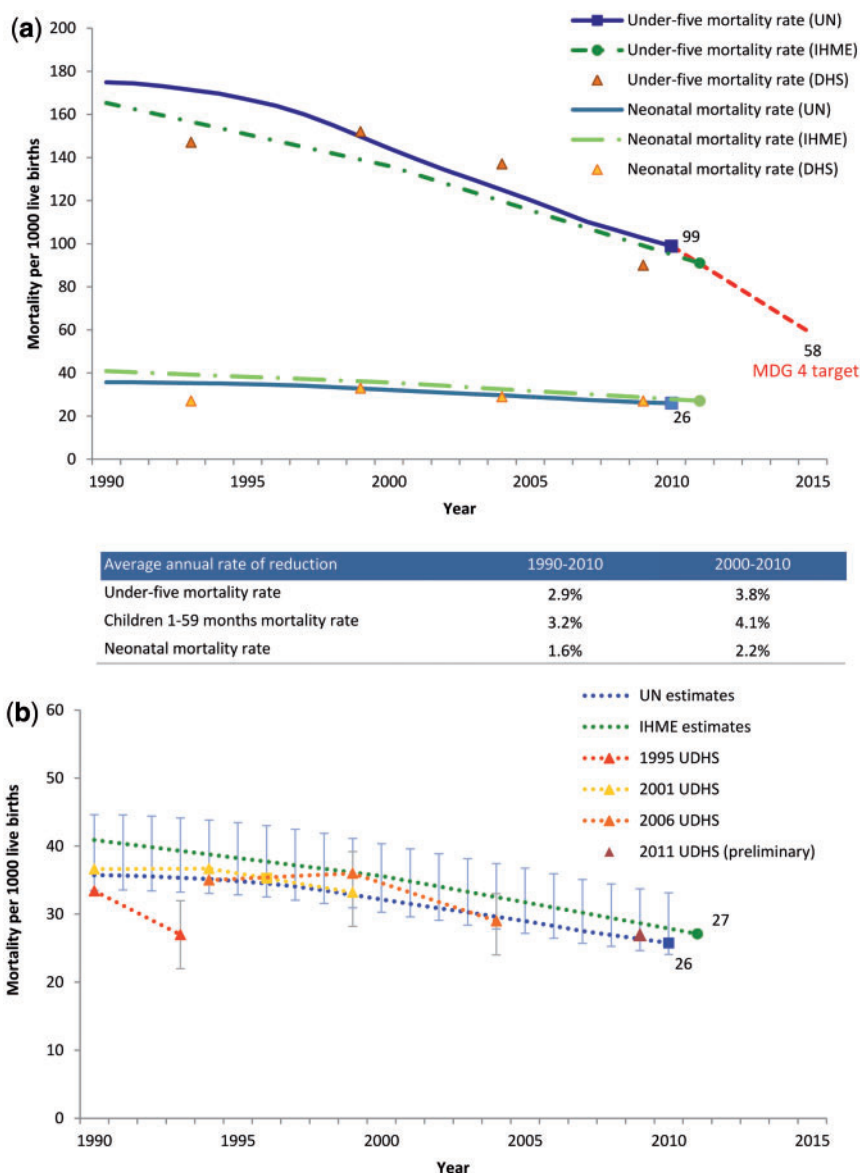 (a)
Under-five mortality rate (UN)
Under-five mortality rate (IHME)
Under-five mortality rate (DHS)
Neonatal mortality rate (UN)
Neonatal mortality rate (IHME)
Neonatal mortality rate (DHS)
Mortality per 1000 live births
200
180
160
140
120
100
80
60
40
20
0
99
58
MDG 4 target
26
1990 1995 2000 2005 2010 2015
Year
Average annual rate of reduction 1990-2010 2000-2010
Under-five mortality rate 2.9% 3.8%
Children 1-59 months mortality rate 3.2% 4.1%
Neonatal mortality rate 1.6% 2.2%
(b)
UN estimates
IHME estimates
1995 UDHS
2001 UDHS
2006 UDHS
2011 UDHS (preliminary)
Mortality per 1000 live births
60
50
40
30
20
10
0
27
26
1990 1995 2000 2005 2010 2015
Year